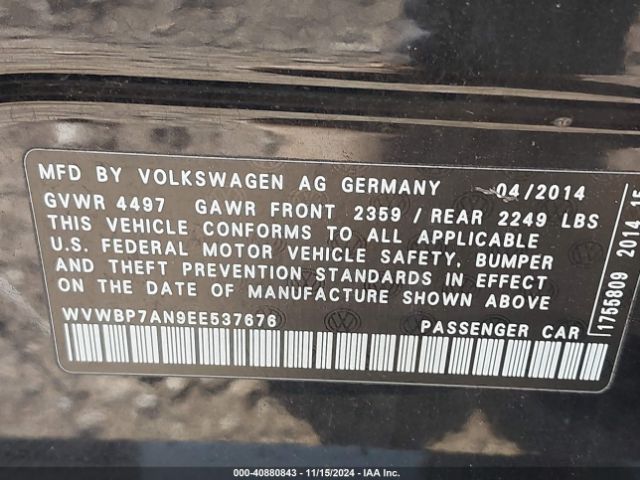 MFD BY VOLKSWAGEN AG GERMANY 04/2014
GVWR 4497 GAWR FRONT 2359 / REAR 2249 LBS
THIS VEHICLE CONFORMS TO ALL APPLICABLE
U.S. FEDERAL MOTOR VEHICLE SAFETY, BUMPER
AND THEFT PREVENTION STANDARDS IN EFFECT
ON THE DATE OF MANUFACTURE SHOWN ABOVE.
WVWBP7AN9EE537676 PASSENGER CAR
1755809 2014 15
000-40880843 - 11/15/2024 - IAA Inc.